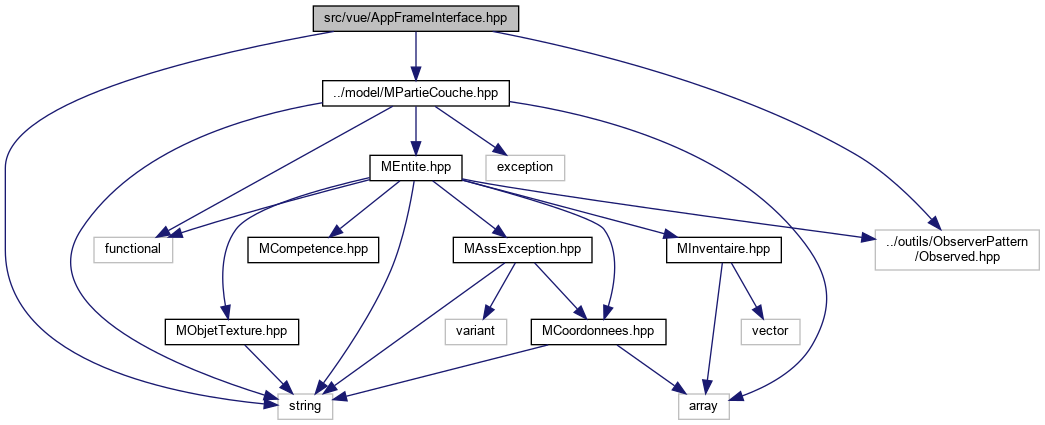 src/vue/AppFrameInterface.hpp
../model/MPartieCouche.hpp
MEntite.hpp
exception
functional
MCompetence.hpp
MAssException.hpp
MInventaire.hpp
../outils/ObserverPattern
/Observed.hpp
MObjetTexture.hpp
variant
MCoordonnees.hpp
vector
string
array